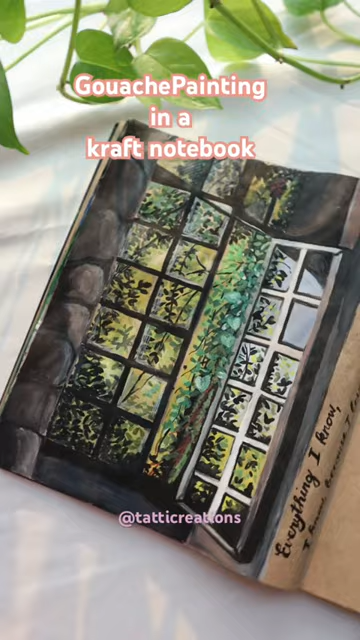 GouachePainting
in a
kraft notebook
@tatticreations
Everything I know,
I